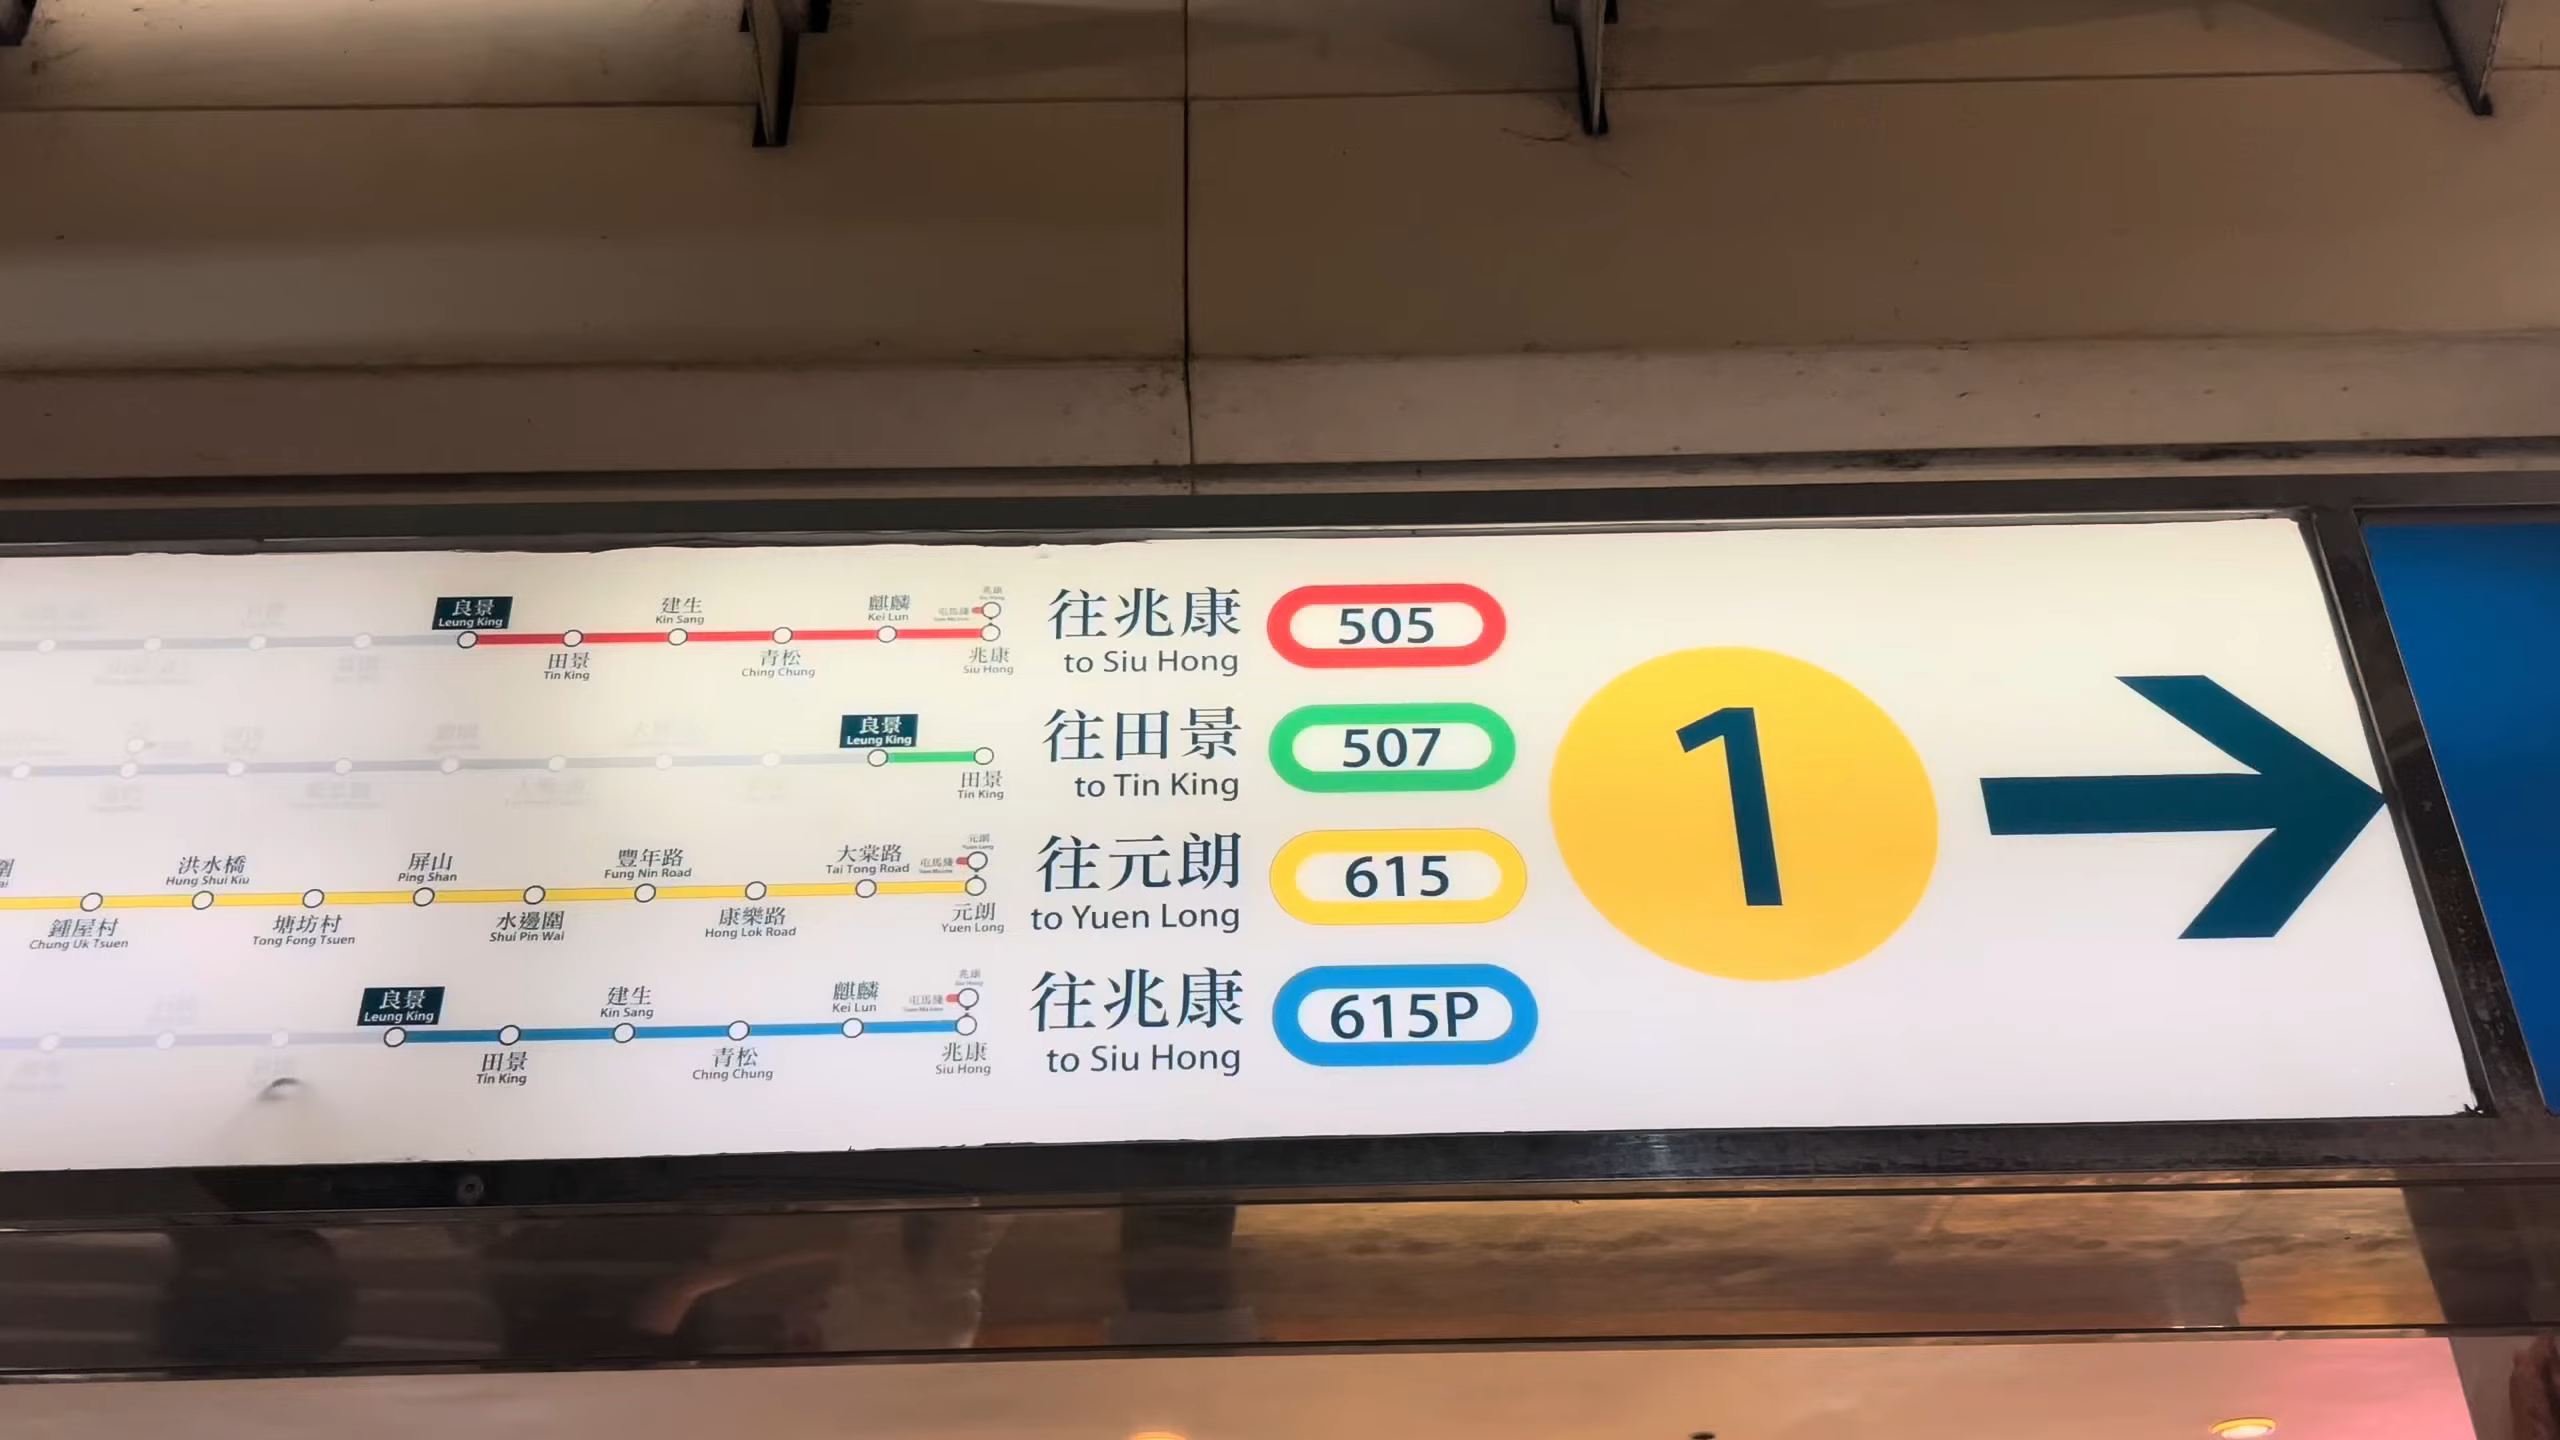 良景
Leung King
田景
Tin King
建生
Kin Sang
青松
Ching Chung
麒麟
Kei Lun
屯馬綫
兆康
Siu Hong
兆康
Siu Hong
往兆康
to Siu Hong
505
良景
Leung King
田景
Tin King
往田景
to Tin King
507
鍾屋村
Chung Uk Tsuen
洪水橋
Hung Shui Kiu
塘坊村
Tong Fong Tsuen
屏山
Ping Shan
水邊圍
Shui Pin Wai
豐年路
Fung Nin Road
康樂路
Hong Lok Road
大棠路
Tai Tong Road
屯馬綫
元朗
Yuen Long
元朗
Yuen Long
往元朗
to Yuen Long
615
良景
Leung King
田景
Tin King
建生
Kin Sang
青松
Ching Chung
麒麟
Kei Lun
屯馬綫
兆康
Siu Hong
兆康
Siu Hong
往兆康
to Siu Hong
615P
1